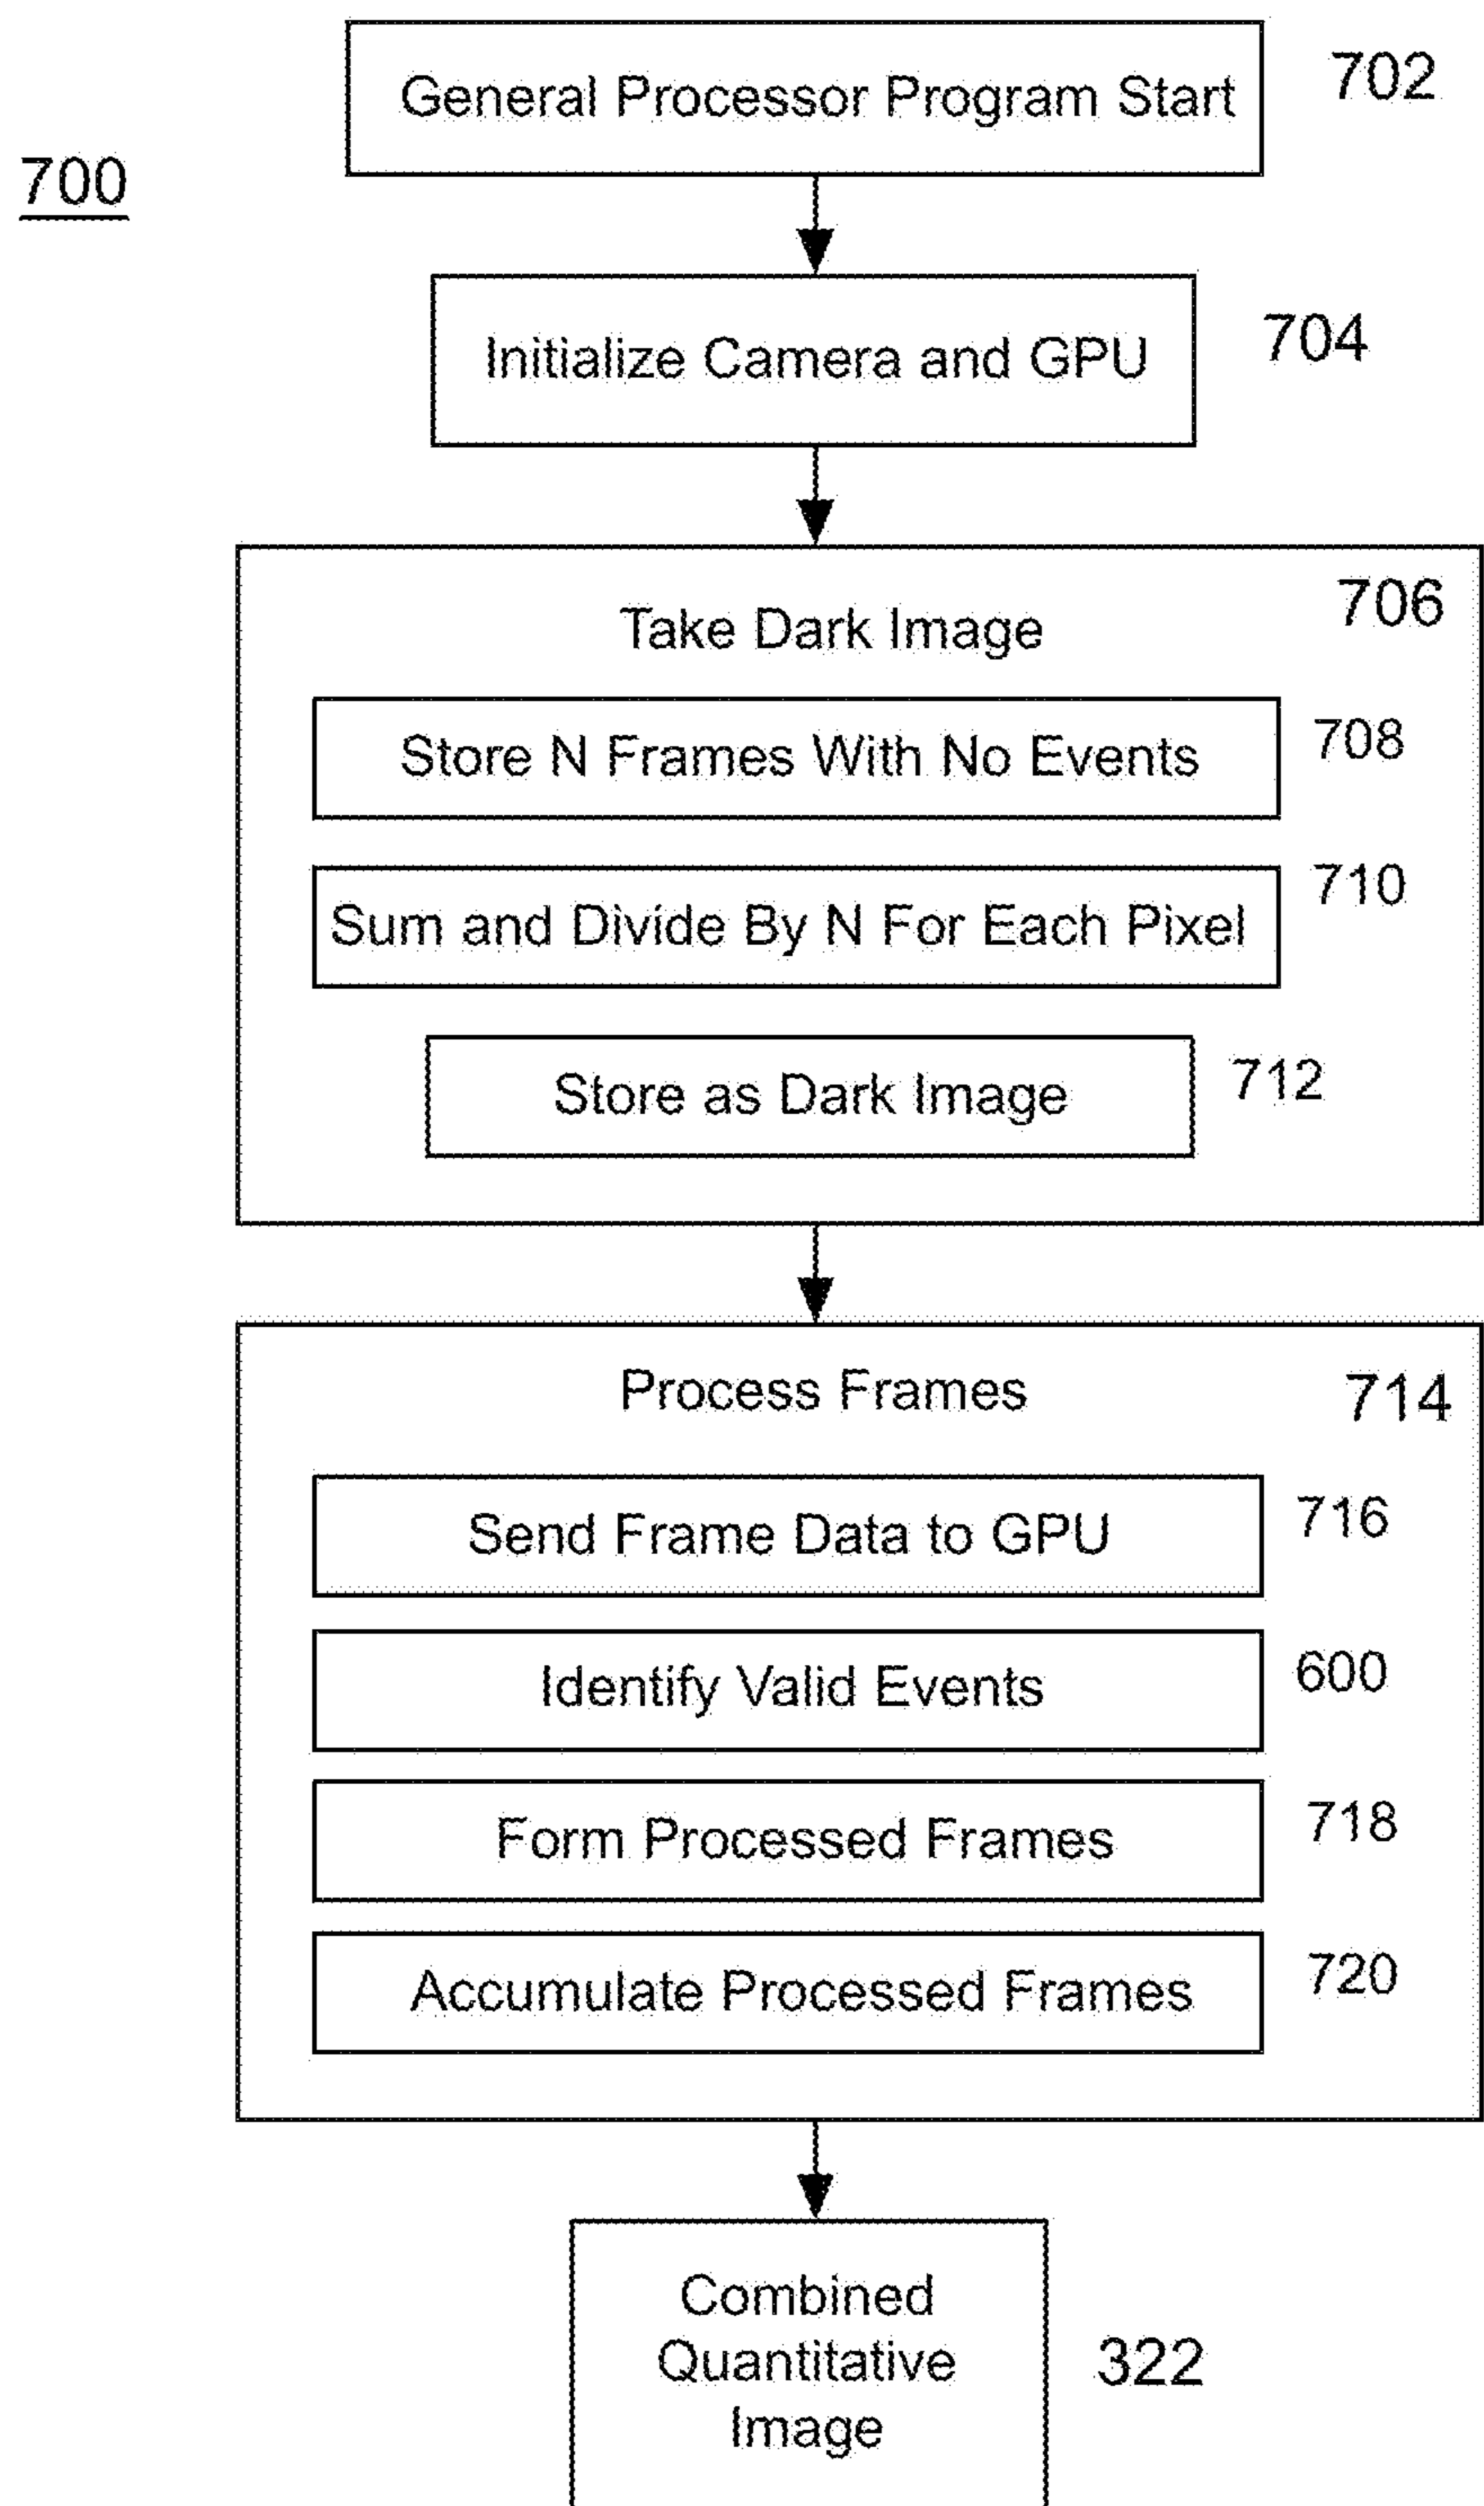 General Processor Program Start
702
700
Initialize Camera and GPU
704
Take Dark Image
706
Store N Frames With No Events
708
Sum and Divide By N For Each Pixel
710
Store as Dark Image
712
Process Frames
714
Send Frame Data to GPU
716
Identify Valid Events
600
Form Processed Frames
718
Accumulate Processed Frames
720
Combined
Quantitative
Image
322